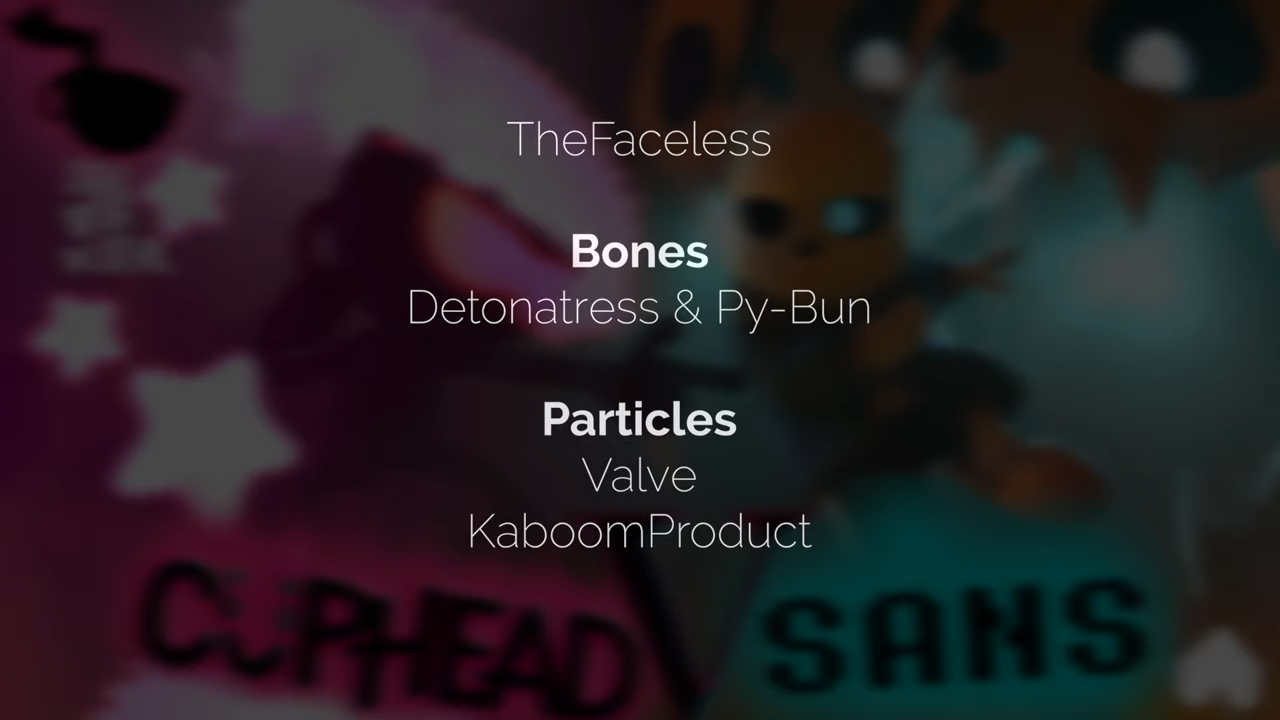 TheFaceless
Bones
Detonatress & Py-Bun
Particles
Valve
KaboomProduct
CUPHEAD
SANS